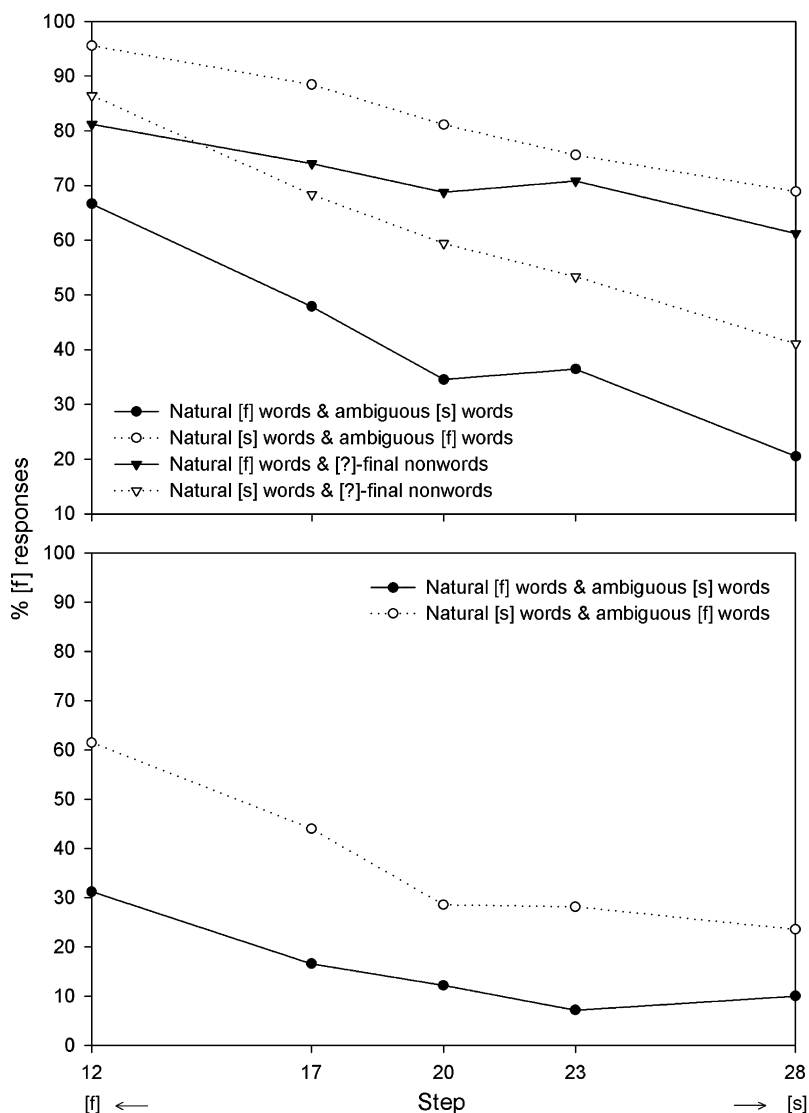 100
90
80
70
60
50
40
30
20
10
Natural [f] words & ambiguous [s] words
Natural [s] words & ambiguous [f] words
Natural [f] words & [?]-final nonwords
Natural [s] words & [?]-final nonwords
% [f] responses
100
90
80
70
60
50
40
30
20
10
0
Natural [f] words & ambiguous [s] words
Natural [s] words & ambiguous [f] words
12 17 20 23 28
[f] ← Step → [s]